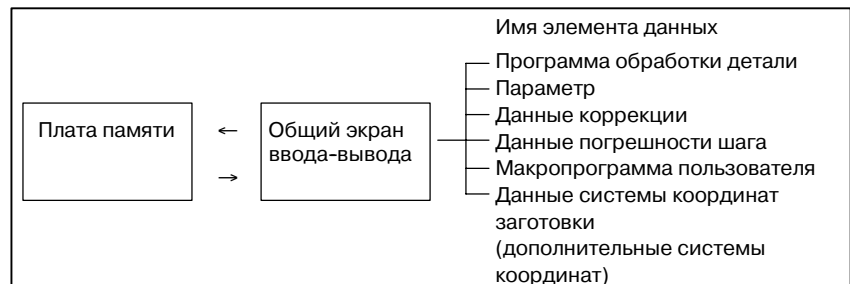 Имя элемента данных
Программа обработки детали
Параметр
Плата памяти
←
→
Общий экран
ввода-вывода
Данные коррекции
Данные погрешности шага
Макропрограмма пользователя
Данные системы координат
заготовки
(дополнительные системы
координат)